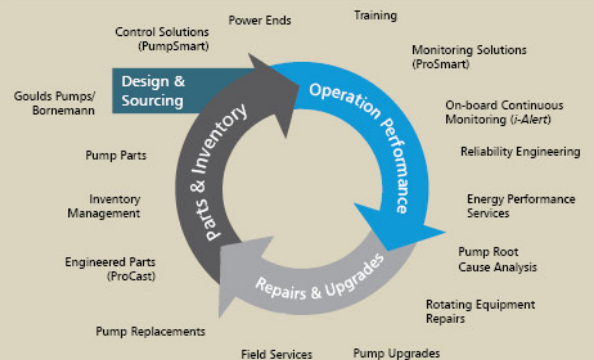 Power Ends
Training
Control Solutions
(PumpSmart)
Monitoring Solutions
(ProSmart)
Design &
Sourcing
Goulds Pumps/
Bornemann
On-board Continuous
Monitoring (i-Alert)
Operation Performance
Parts & Inventory
Repairs & Upgrades
Pump Parts
Reliability Engineering
Inventory
Management
Energy Performance
Services
Engineered Parts
(ProCast)
Pump Root
Cause Analysis
Rotating Equipment
Repairs
Pump Replacements
Field Services
Pump Upgrades